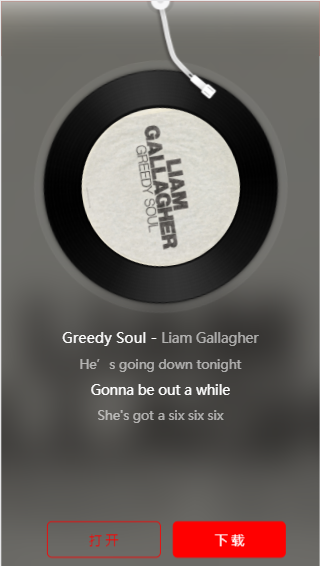 LIAM
GALLAGHER
GREEDY SOUL
Greedy Soul - Liam Gallagher
He’s going down tonight
Gonna be out a while
She's got a six six six
打开
下载